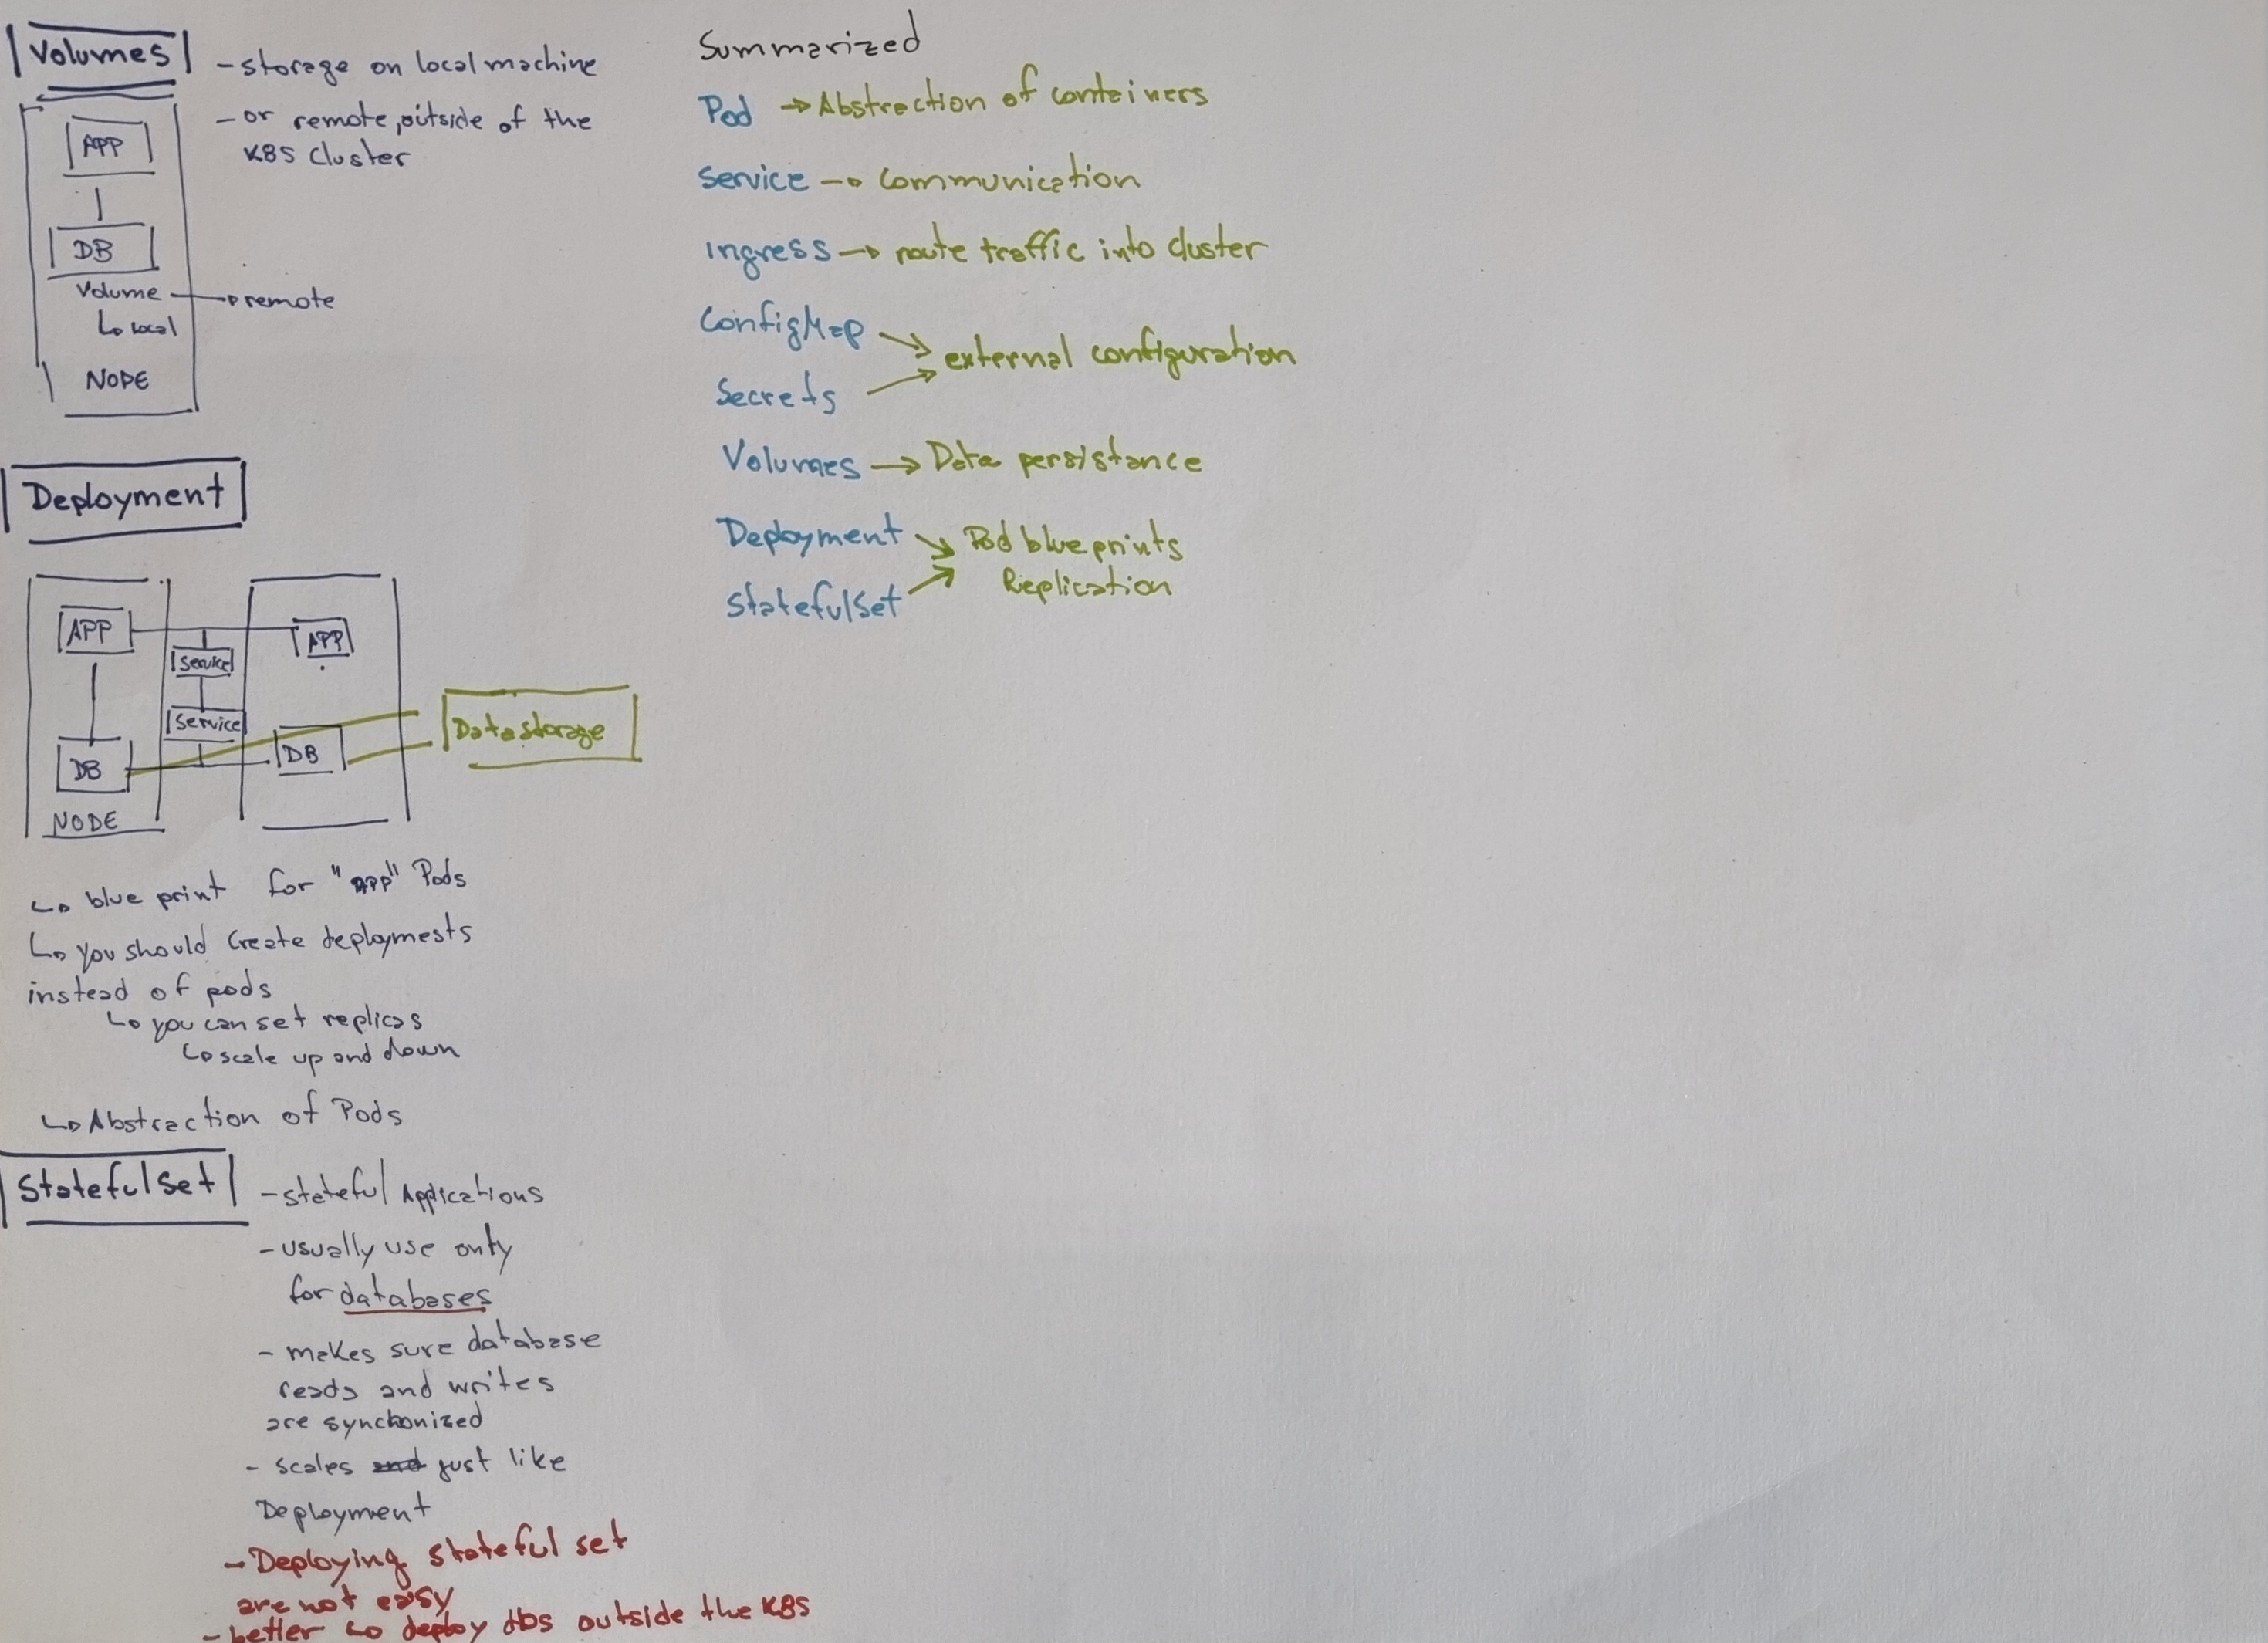 Volumes
- storage on local machine
- or remote, outside of the
K8S Cluster
APP
DB
Volume → remote
↳ local
NODE
Deployment
APP
APP
Service
Service
DB
DB
Data storage
NODE
↳ blue print for "APP" Pods
↳ you should create deploymests
instead of pods
↳ you can set replicas
↳ scale up and down
↳ Abstraction of Pods
StatefulSet
- stateful Applications
- usually use only
for databases
- makes sure database
reads and writes
are synchonized
- scales and just like
Deployment
- Deploying stateful set
are not easy
- better to deploy dbs outside the K8S
Summarized
Pod → Abstraction of containers
Service → Communication
Ingress → route traffic into cluster
ConfigMap
external configuration
Secrets
Volumes → Data persistance
Deployment
Pod blueprints
Replication
StatefulSet